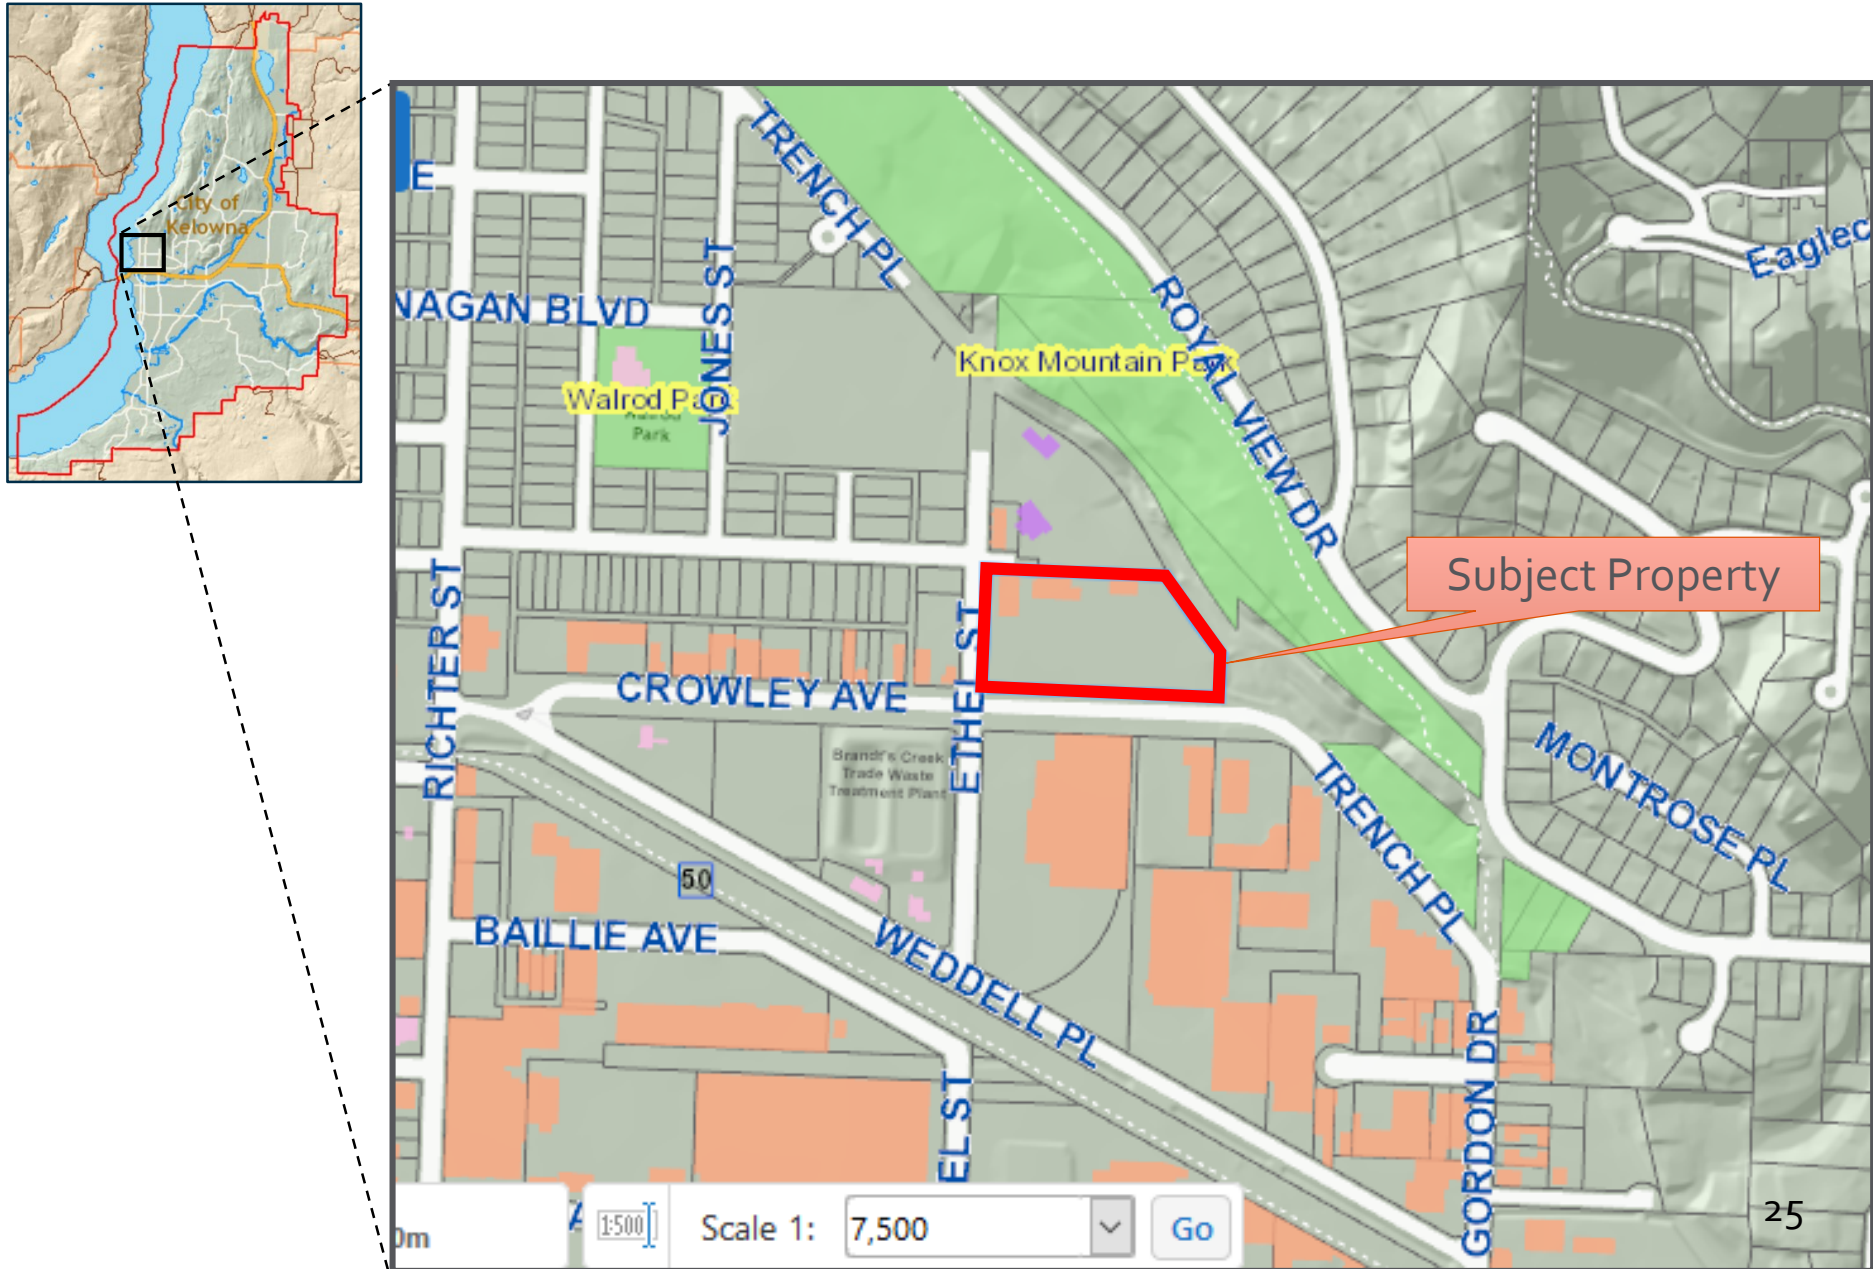 City of
Kelowna
E
TRENCH PL
Eaglec
NAGAN BLVD
JONES ST
ROYAL VIEW DR
Knox Mountain Park
Walrod Park
Park
Subject Property
RICHTER ST
ETHEL ST
CROWLEY AVE
MONTROSE PL
Brandt's Creek
Trade Waste
Treatment Plant
TRENCH PL
50
BAILLIE AVE
WEDDELL PL
GORDON DR
EL ST
0m
1:500
Scale 1:
7,500
Go
25